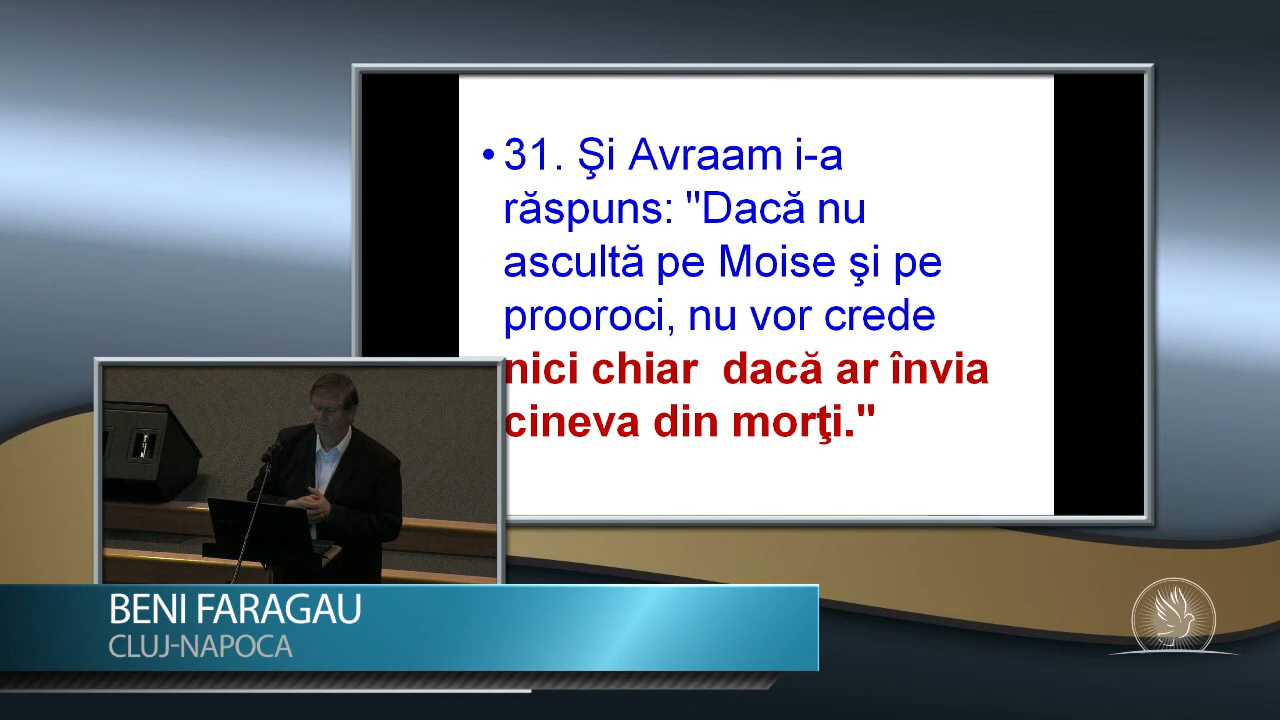 • 31. Şi Avraam i-a
răspuns: "Dacă nu
ascultă pe Moise şi pe
prooroci, nu vor crede
nici chiar  dacă ar învia
cineva din morţi."
BENI FARAGAU
CLUJ-NAPOCA